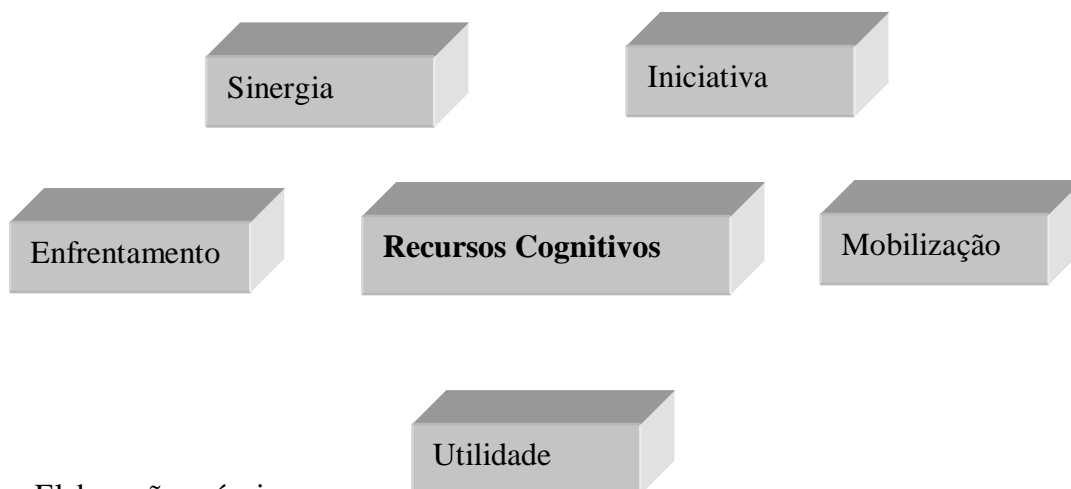 Sinergia
Iniciativa
Enfrentamento
Recursos Cognitivos
Mobilização
Utilidade